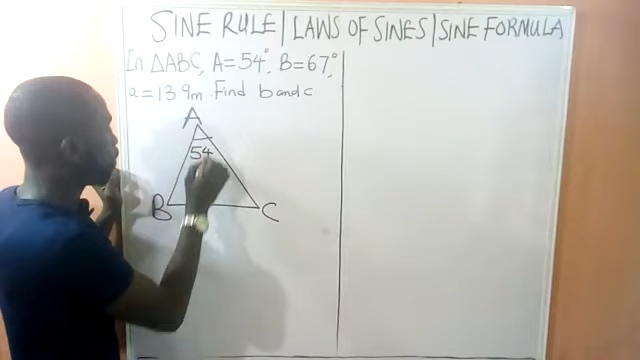 SINE RULE | LAWS OF SINES | SINE FORMULA
In ΔABC, A=54°, B=67°,
a=13.9m. Find b and c
A
54
B
C